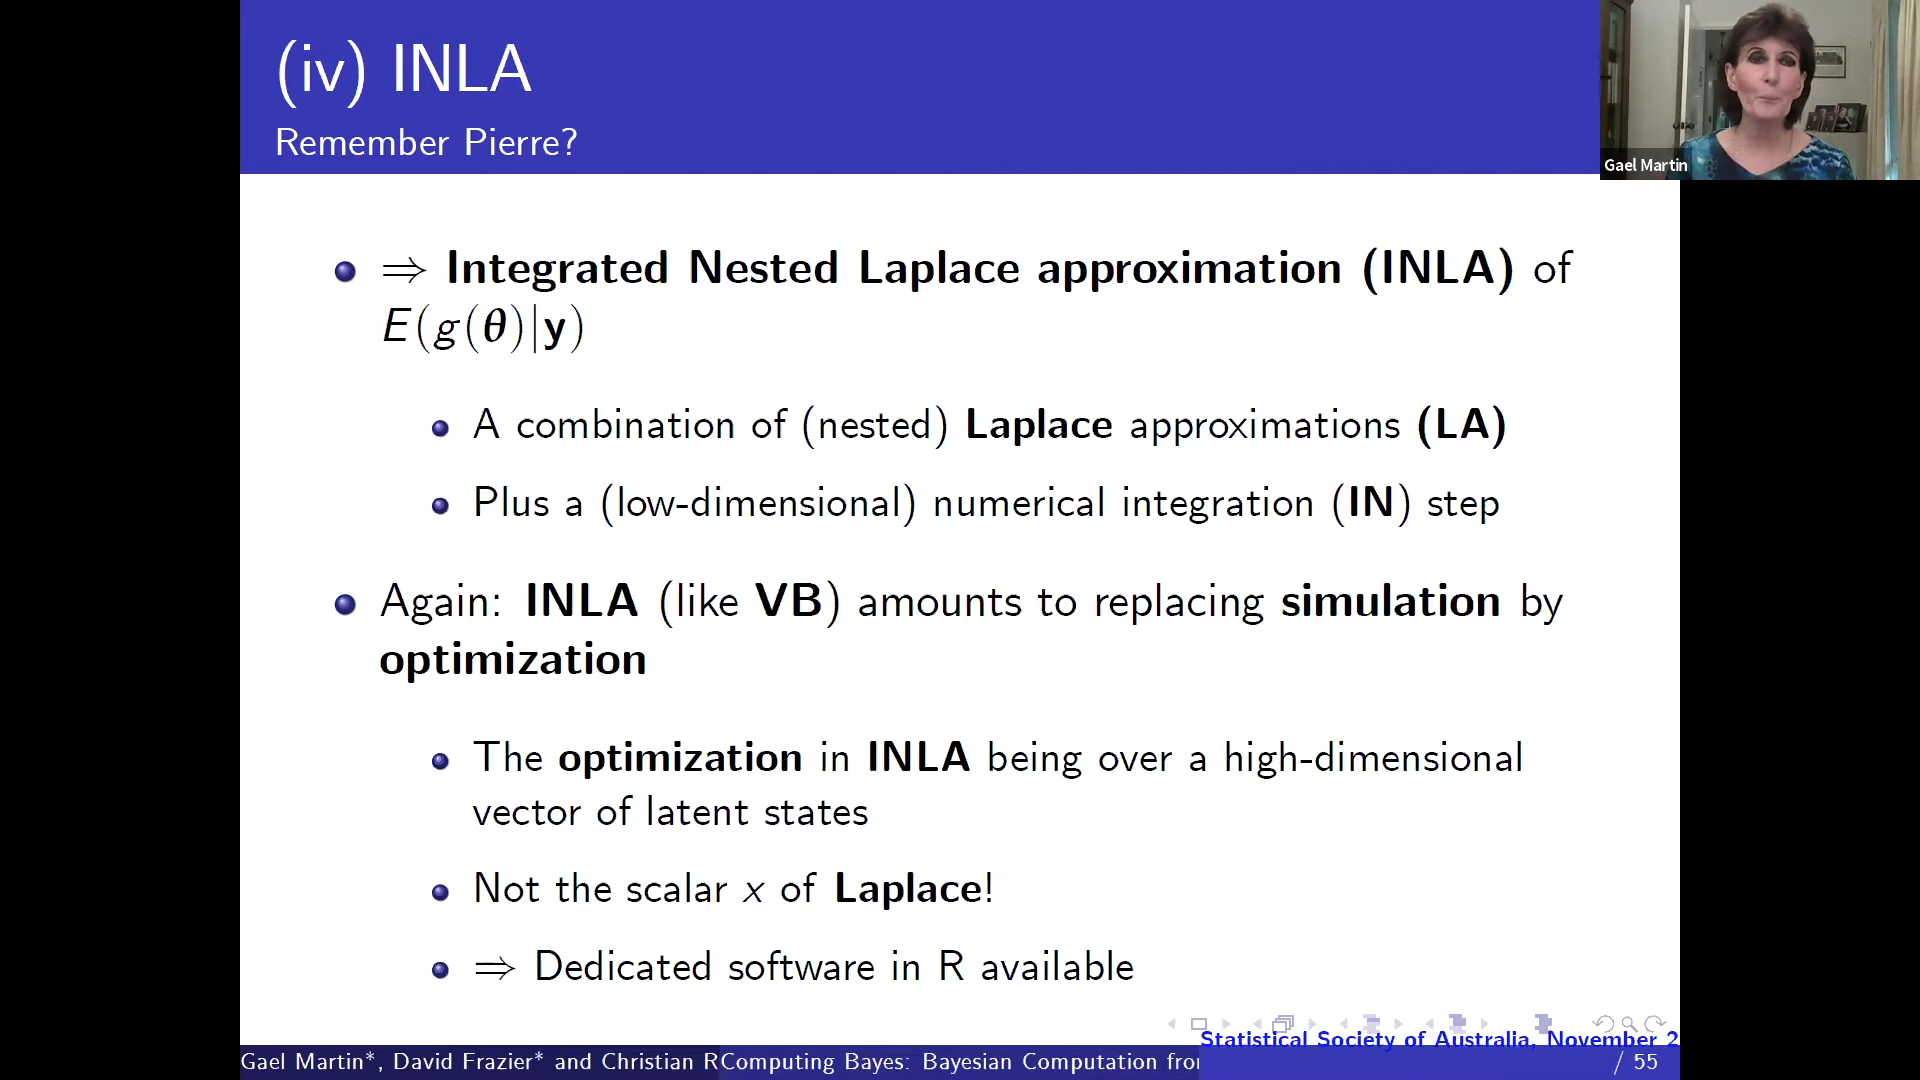 (iv) INLA
Remember Pierre?
Gael Martin
⇒ Integrated Nested Laplace approximation (INLA) of
E(g(θ)|y)
A combination of (nested) Laplace approximations (LA)
Plus a (low-dimensional) numerical integration (IN) step
Again: INLA (like VB) amounts to replacing simulation by
optimization
The optimization in INLA being over a high-dimensional
vector of latent states
Not the scalar x of Laplace!
⇒ Dedicated software in R available
Statistical Society of Australia, November 2
Gael Martin*, David Frazier* and Christian R
Computing Bayes: Bayesian Computation from
/ 55